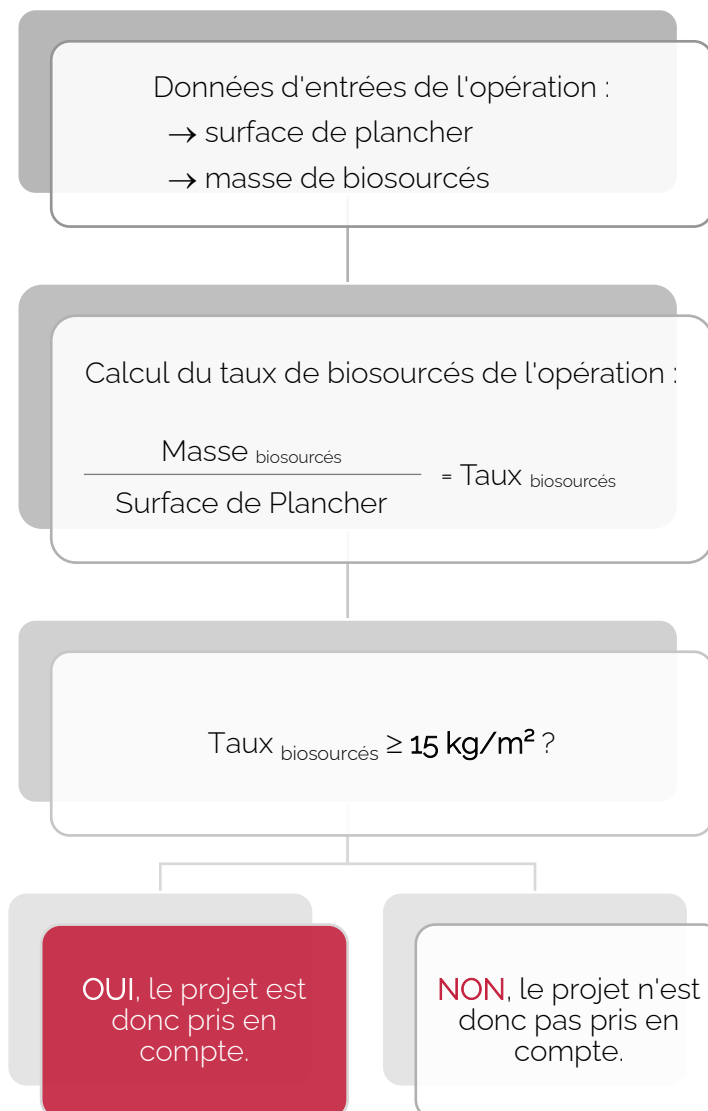 Données d'entrées de l'opération :
→ surface de plancher
→ masse de biosourcés
Calcul du taux de biosourcés de l'opération :
Masse biosourcés
Surface de Plancher
= Taux biosourcés
Taux biosourcés ≥ 15 kg/m² ?
OUI, le projet est
donc pris en
compte.
NON, le projet n'est
donc pas pris en
compte.